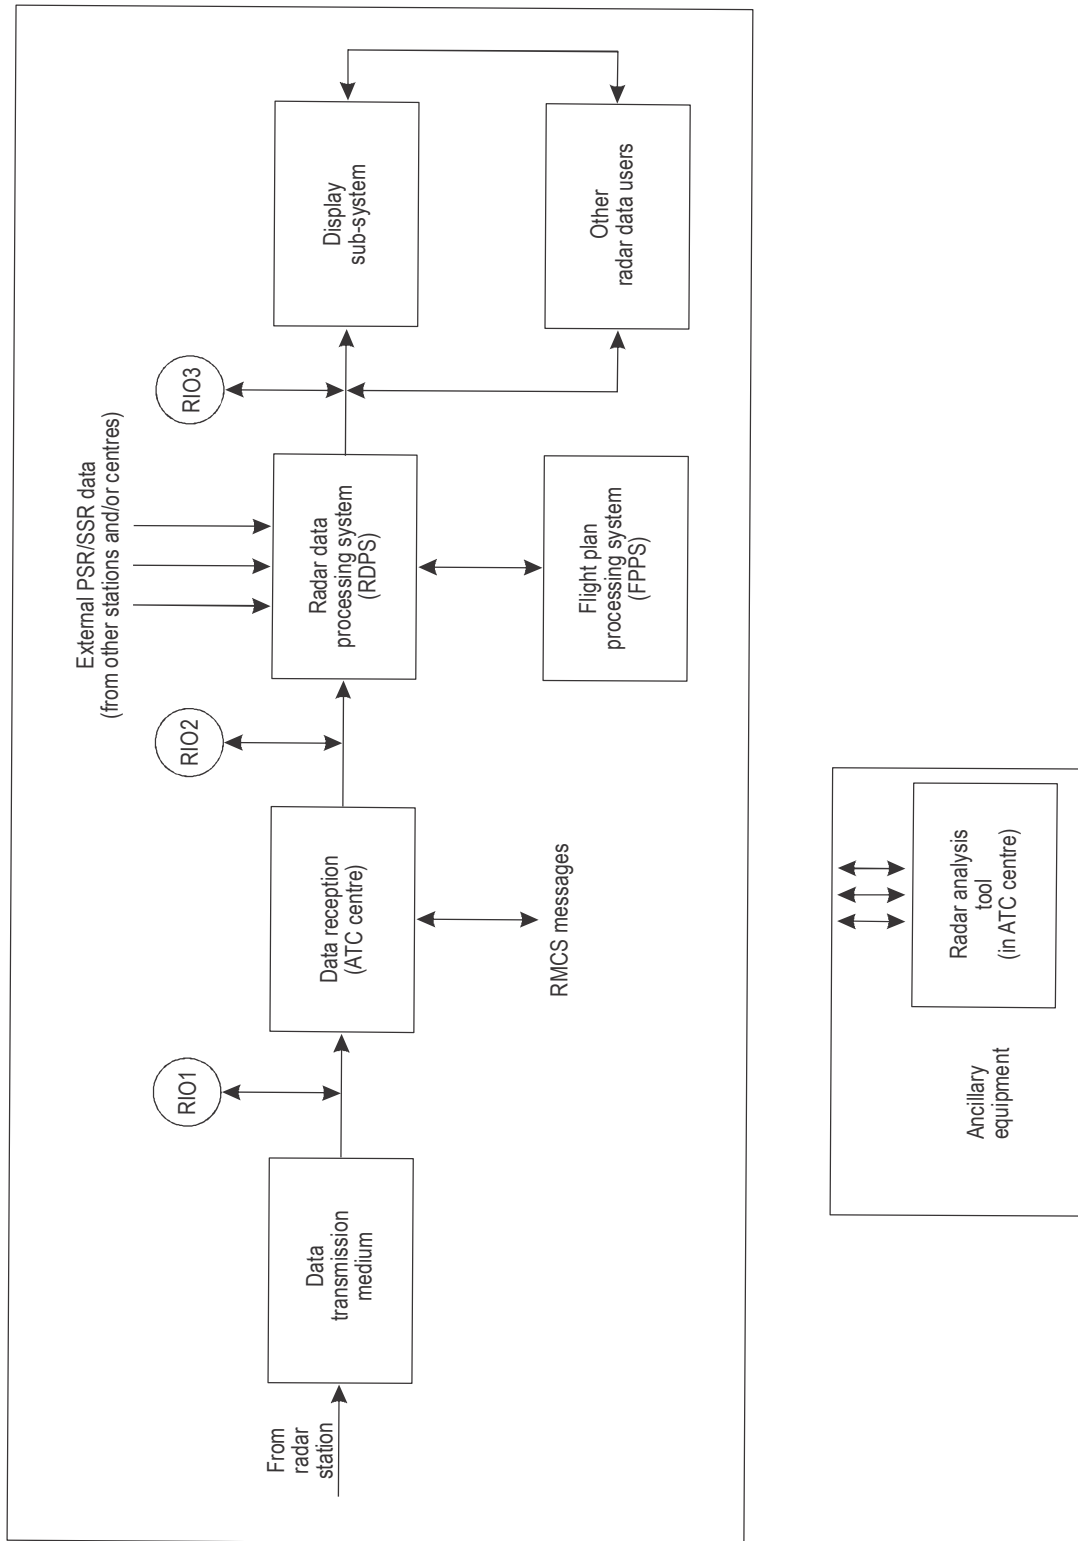 From
radar
station
Data
transmission
medium
RIO1
Data reception
(ATC centre)
RMCS messages
RIO2
External PSR/SSR data
(from other stations and/or centres)
Radar data
processing system
(RDPS)
Flight plan
processing system
(FPPS)
RIO3
Display
sub-system
Other
radar data users
Ancillary
equipment
Radar analysis
tool
(in ATC centre)